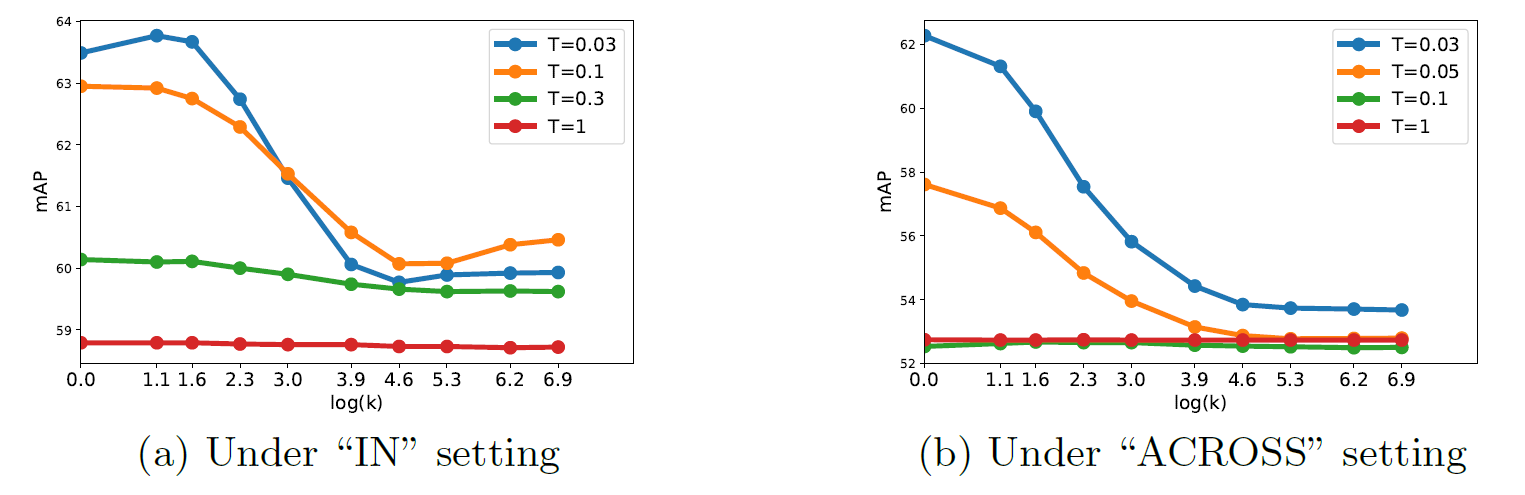 64
63
62
61
60
59
mAP
0.0 1.1 1.6 2.3 3.0 3.9 4.6 5.3 6.2 6.9
log(k)
T=0.03
T=0.1
T=0.3
T=1
(a) Under “IN” setting
62
60
58
56
54
52
mAP
0.0 1.1 1.6 2.3 3.0 3.9 4.6 5.3 6.2 6.9
log(k)
T=0.03
T=0.05
T=0.1
T=1
(b) Under “ACROSS” setting